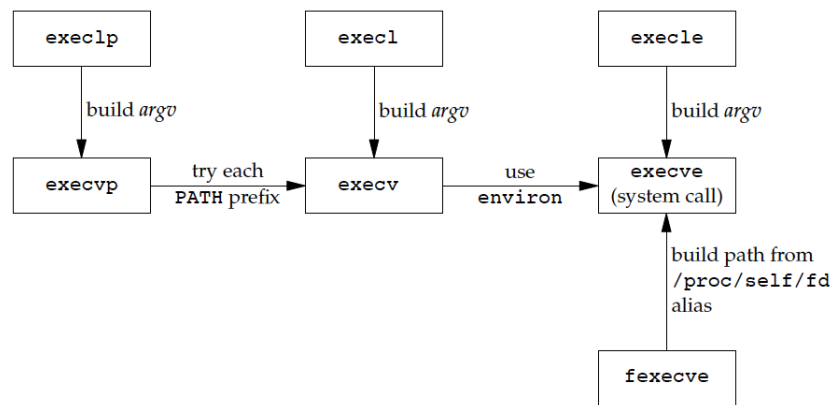 execlp
execl
execle
build argv
build argv
build argv
execvp
try each
PATH prefix
execv
use
environ
execve
(system call)
build path from
/proc/self/fd
alias
fexecve